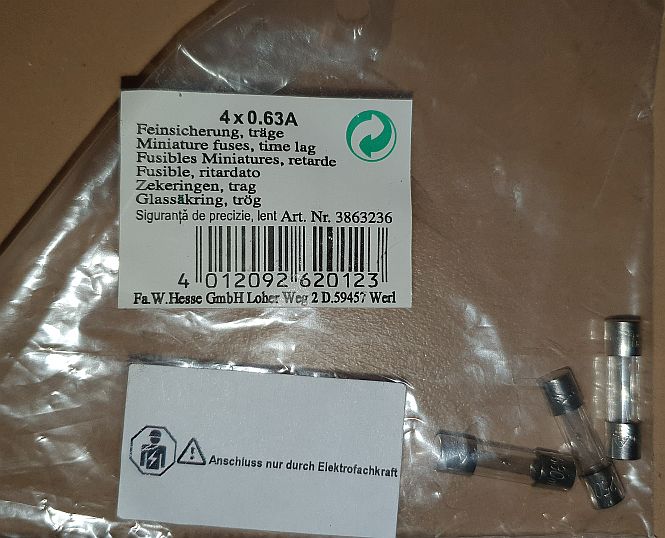 4 x 0.63A
Feinsicherung, träge
Miniature fuses, time lag
Fusibles Miniatures, retarde
Fusible, ritardato
Zekeringen, trag
Glassäkring, trög
Siguranță de precizie, lent Art. Nr. 3863236
4 012092 620123
Fa.W.Hesse GmbH Loher Weg 2 D.59457 Werl
Anschluss nur durch Elektrofachkraft